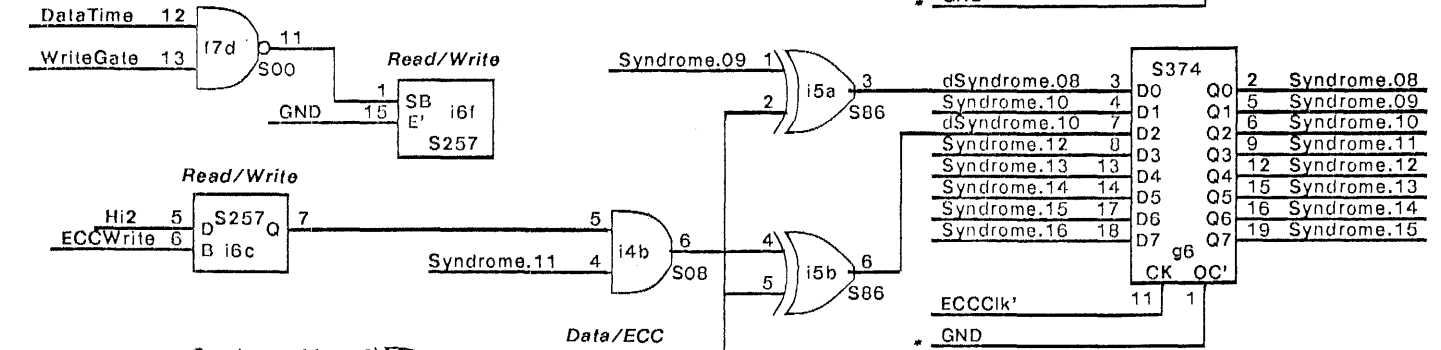 GND
DataTime 12
f7d
11
S00
WriteGate 13
Read/Write
1 SB
GND 15 E'
i6f
S257
Syndrome.09 1
2
i5a
3
S86
S374
dSyndrome.08 3 D0 Q0 2 Syndrome.08
Syndrome.10 4 D1 Q1 5 Syndrome.09
dSyndrome.10 7 D2 Q2 6 Syndrome.10
Syndrome.12 8 D3 Q3 9 Syndrome.11
Syndrome.13 13 D4 Q4 12 Syndrome.12
Syndrome.14 14 D5 Q5 15 Syndrome.13
Syndrome.15 17 D6 Q6 16 Syndrome.14
Syndrome.16 18 D7 Q7 19 Syndrome.15
g6
CK OC'
ECCClk' 11 1
* GND
Read/Write
Hi2 5 D S257 Q 7
ECCWrite 6 B i6c
5
Syndrome.11 4
i4b
6
S08
4
5
i5b
6
S86
Data/ECC